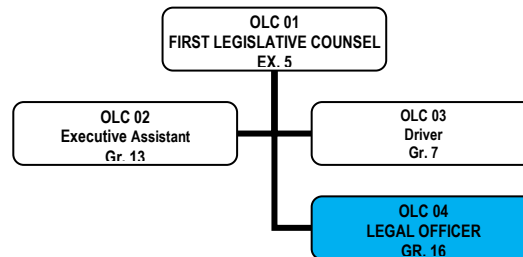 OLC 01
FIRST LEGISLATIVE COUNSEL
EX. 5
OLC 02
Executive Assistant
Gr. 13
OLC 03
Driver
Gr. 7
OLC 04
LEGAL OFFICER
GR. 16